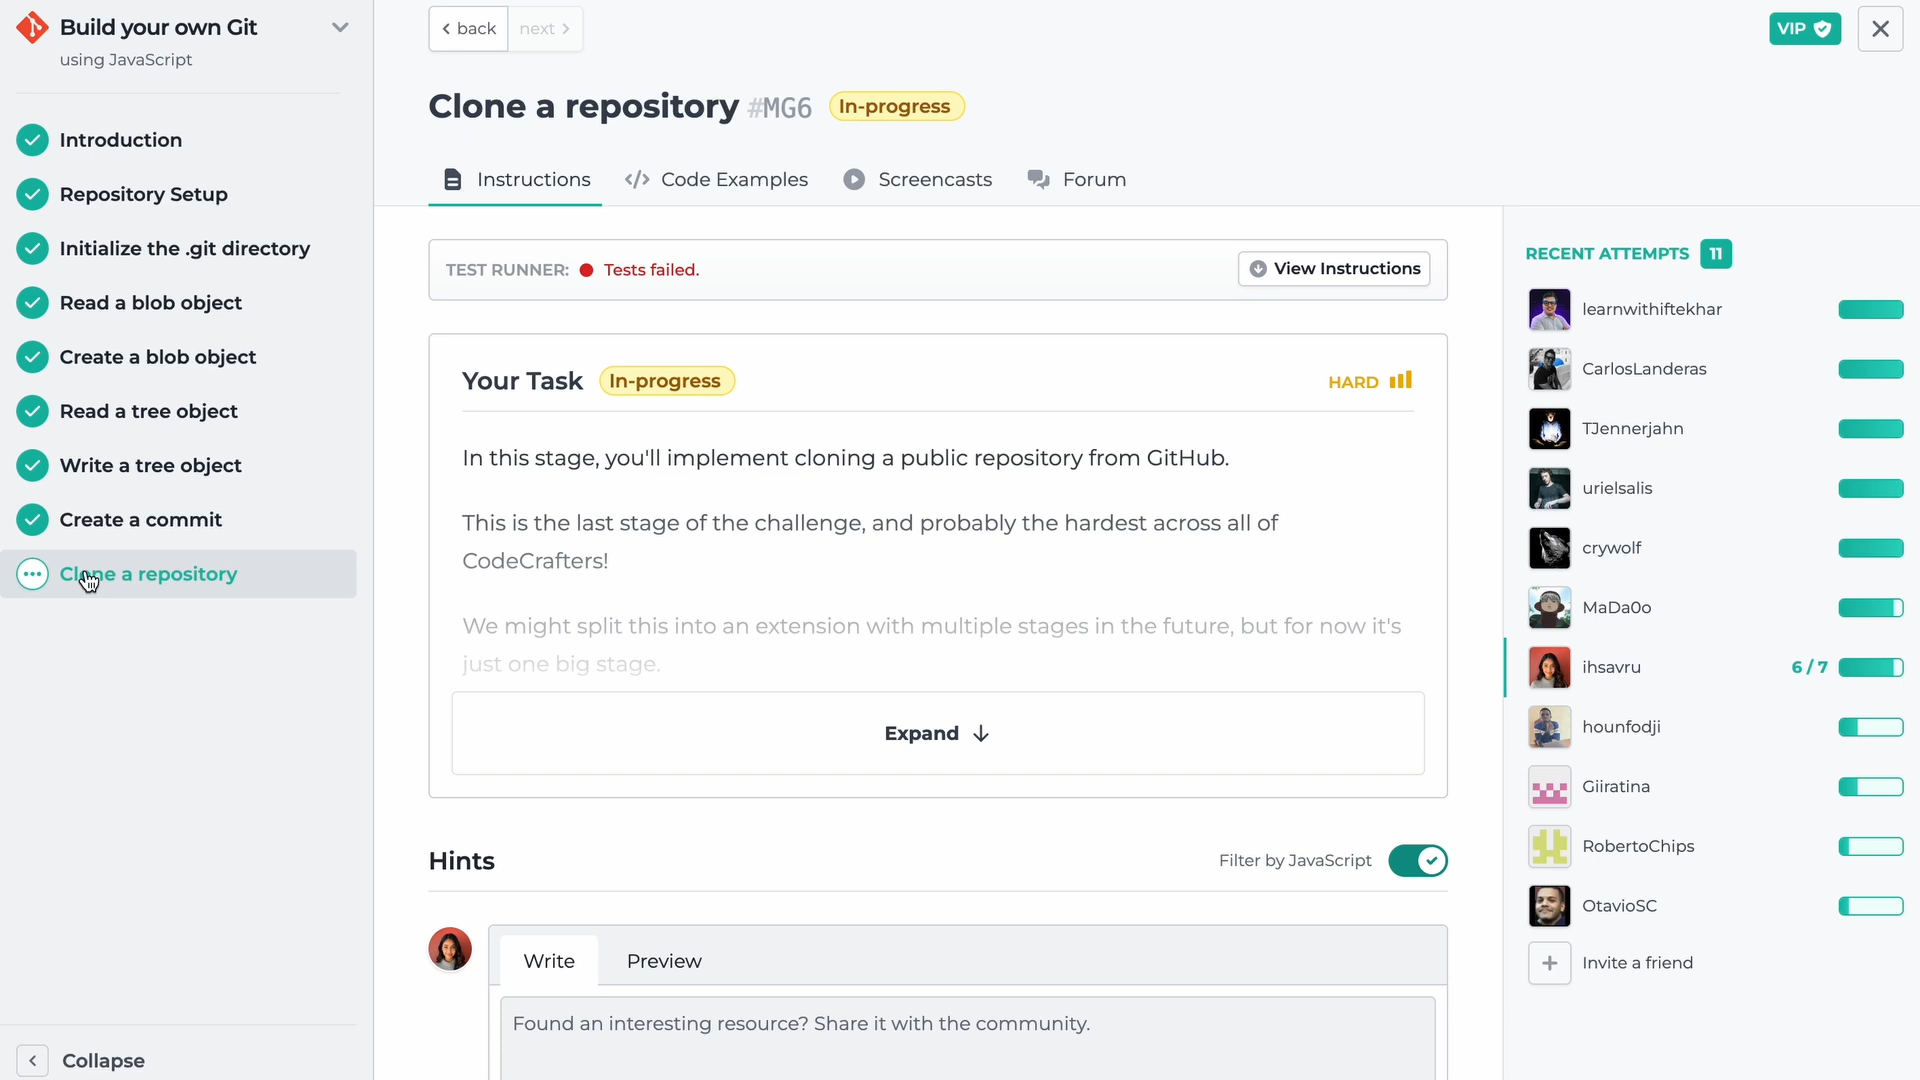 Build your own Git
using JavaScript
Introduction
Repository Setup
Initialize the .git directory
Read a blob object
Create a blob object
Read a tree object
Write a tree object
Create a commit
Clone a repository
Collapse
back
next
VIP
Clone a repository #MG6 In-progress
Instructions
Code Examples
Screencasts
Forum
TEST RUNNER: Tests failed.
View Instructions
Your Task In-progress
HARD
In this stage, you'll implement cloning a public repository from GitHub.
This is the last stage of the challenge, and probably the hardest across all of
CodeCrafters!
We might split this into an extension with multiple stages in the future, but for now it's
just one big stage.
Expand
Hints
Filter by JavaScript
Write
Preview
Found an interesting resource? Share it with the community.
RECENT ATTEMPTS 11
learnwithiftekhar
CarlosLanderas
TJennerjahn
urielsalis
crywolf
MaDa0o
ihsavru 6 / 7
hounfodji
Giiratina
RobertoChips
OtavioSC
Invite a friend